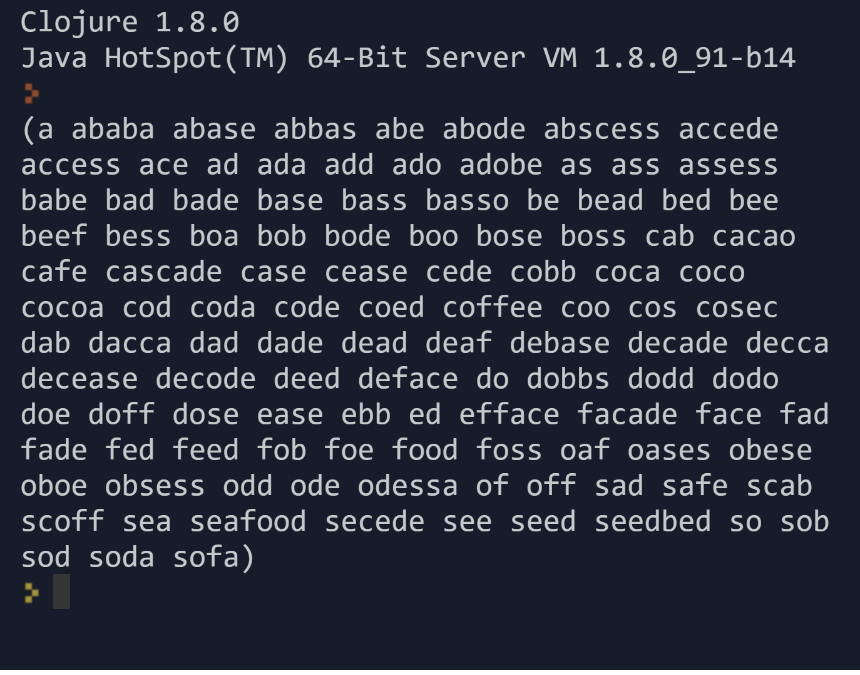 Clojure 1.8.0
Java HotSpot(TM) 64-Bit Server VM 1.8.0_91-b14
>
(a ababa abase abbas abe abode abscess accede
access ace ad ada add ado adobe as ass assess
babe bad bade base bass basso be bead bed bee
beef bess boa bob bode boo bose boss cab cacao
cafe cascade case cease cede cobb coca coco
cocoa cod coda code coed coffee coo cos cosec
dab dacca dad dade dead deaf debase decade decca
decease decode deed deface do dobbs dodd dodo
doe doff dose ease ebb ed efface facade face fad
fade fed feed fob foe food foss oaf oases obese
oboe obsess odd ode odessa of off sad safe scab
scoff sea seafood secede see seed seedbed so sob
sod soda sofa)
>